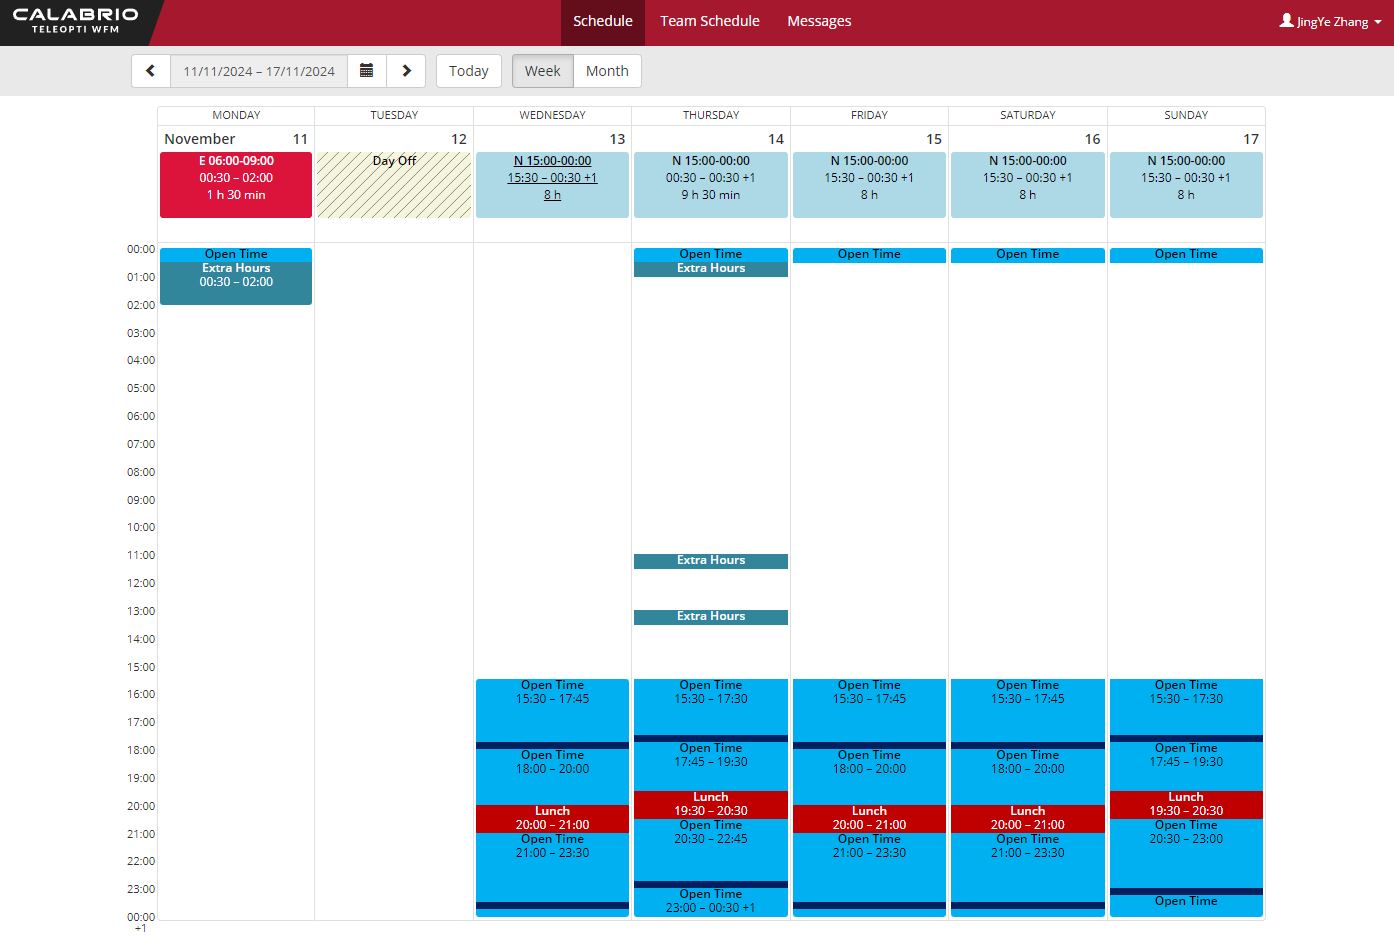 CALABRIO
TELEOPTI WFM
Schedule
Team Schedule
Messages
JingYe Zhang
11/11/2024 – 17/11/2024
Today
Week
Month
MONDAY
TUESDAY
WEDNESDAY
THURSDAY
FRIDAY
SATURDAY
SUNDAY
November 11
12
13
14
15
16
17
E 06:00-09:00
00:30 – 02:00
1 h 30 min
Day Off
N 15:00-00:00
15:30 – 00:30 +1
8 h
N 15:00-00:00
00:30 – 00:30 +1
9 h 30 min
N 15:00-00:00
15:30 – 00:30 +1
8 h
N 15:00-00:00
15:30 – 00:30 +1
8 h
N 15:00-00:00
15:30 – 00:30 +1
8 h
00:00
01:00
02:00
03:00
04:00
05:00
06:00
07:00
08:00
09:00
10:00
11:00
12:00
13:00
14:00
15:00
16:00
17:00
18:00
19:00
20:00
21:00
22:00
23:00
00:00
+1
Open Time
Extra Hours
00:30 – 02:00
Open Time
15:30 – 17:45
Open Time
18:00 – 20:00
Lunch
20:00 – 21:00
Open Time
21:00 – 23:30
Open Time
Extra Hours
Extra Hours
Extra Hours
Open Time
15:30 – 17:30
Open Time
17:45 – 19:30
Lunch
19:30 – 20:30
Open Time
20:30 – 22:45
Open Time
23:00 – 00:30 +1
Open Time
Open Time
15:30 – 17:45
Open Time
18:00 – 20:00
Lunch
20:00 – 21:00
Open Time
21:00 – 23:30
Open Time
Open Time
15:30 – 17:45
Open Time
18:00 – 20:00
Lunch
20:00 – 21:00
Open Time
21:00 – 23:30
Open Time
Open Time
15:30 – 17:30
Open Time
17:45 – 19:30
Lunch
19:30 – 20:30
Open Time
20:30 – 23:00
Open Time